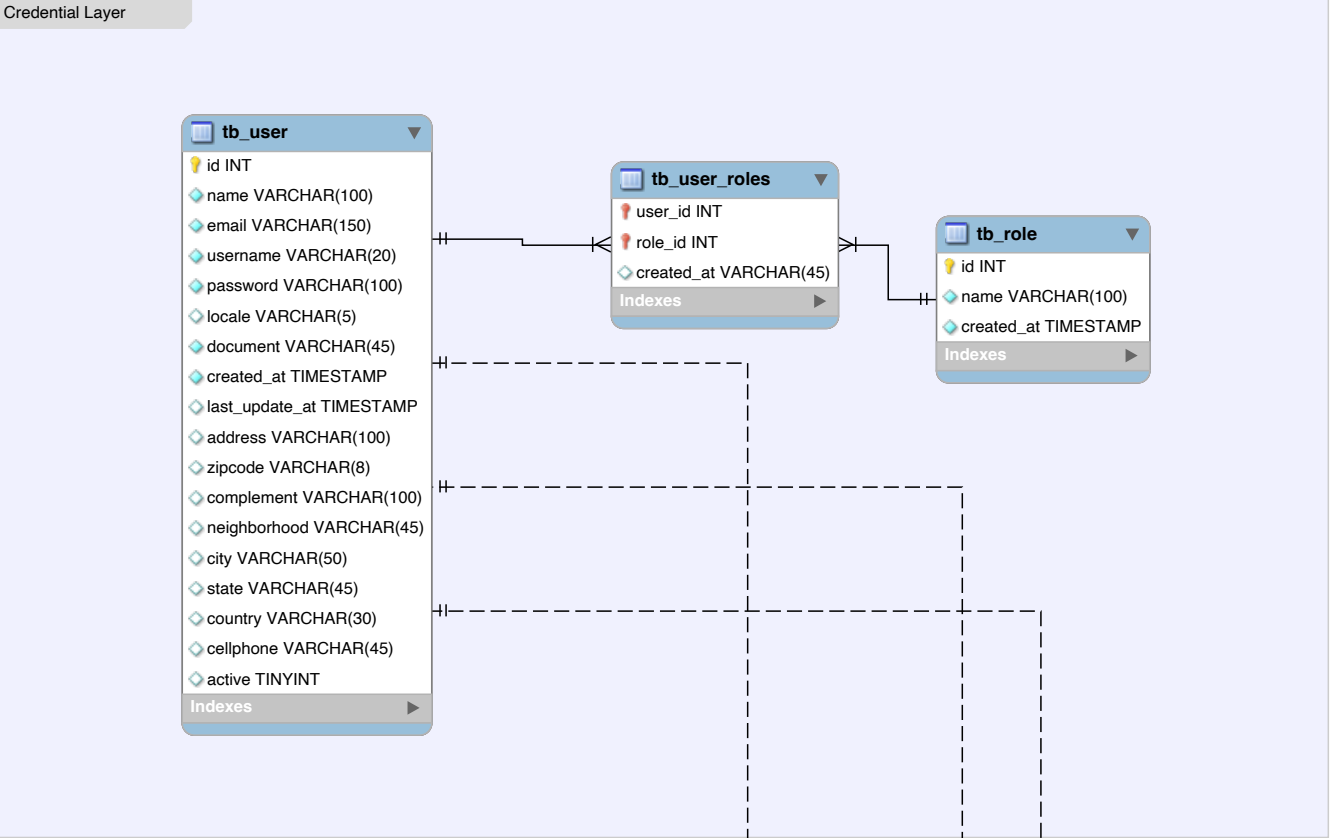 Credential Layer
tb_user
id INT
name VARCHAR(100)
email VARCHAR(150)
username VARCHAR(20)
password VARCHAR(100)
locale VARCHAR(5)
document VARCHAR(45)
created_at TIMESTAMP
last_update_at TIMESTAMP
address VARCHAR(100)
zipcode VARCHAR(8)
complement VARCHAR(100)
neighborhood VARCHAR(45)
city VARCHAR(50)
state VARCHAR(45)
country VARCHAR(30)
cellphone VARCHAR(45)
active TINYINT
Indexes
tb_user_roles
user_id INT
role_id INT
created_at VARCHAR(45)
Indexes
tb_role
id INT
name VARCHAR(100)
created_at TIMESTAMP
Indexes